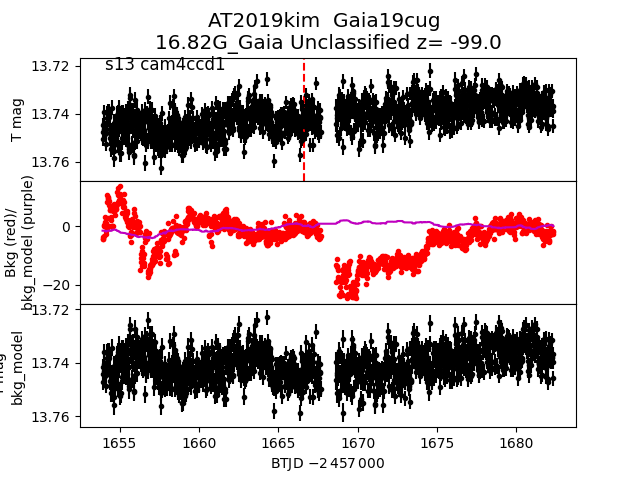 AT2019kim  Gaia19cug
16.82G_Gaia Unclassified z= -99.0
s13 cam4ccd1
13.72
13.74
13.76
T mag
0
−20
Bkg (red)/
bkg_model (purple)
13.72
13.74
13.76
mag
bkg_model
1655
1660
1665
1670
1675
1680
BTJD −2 457 000